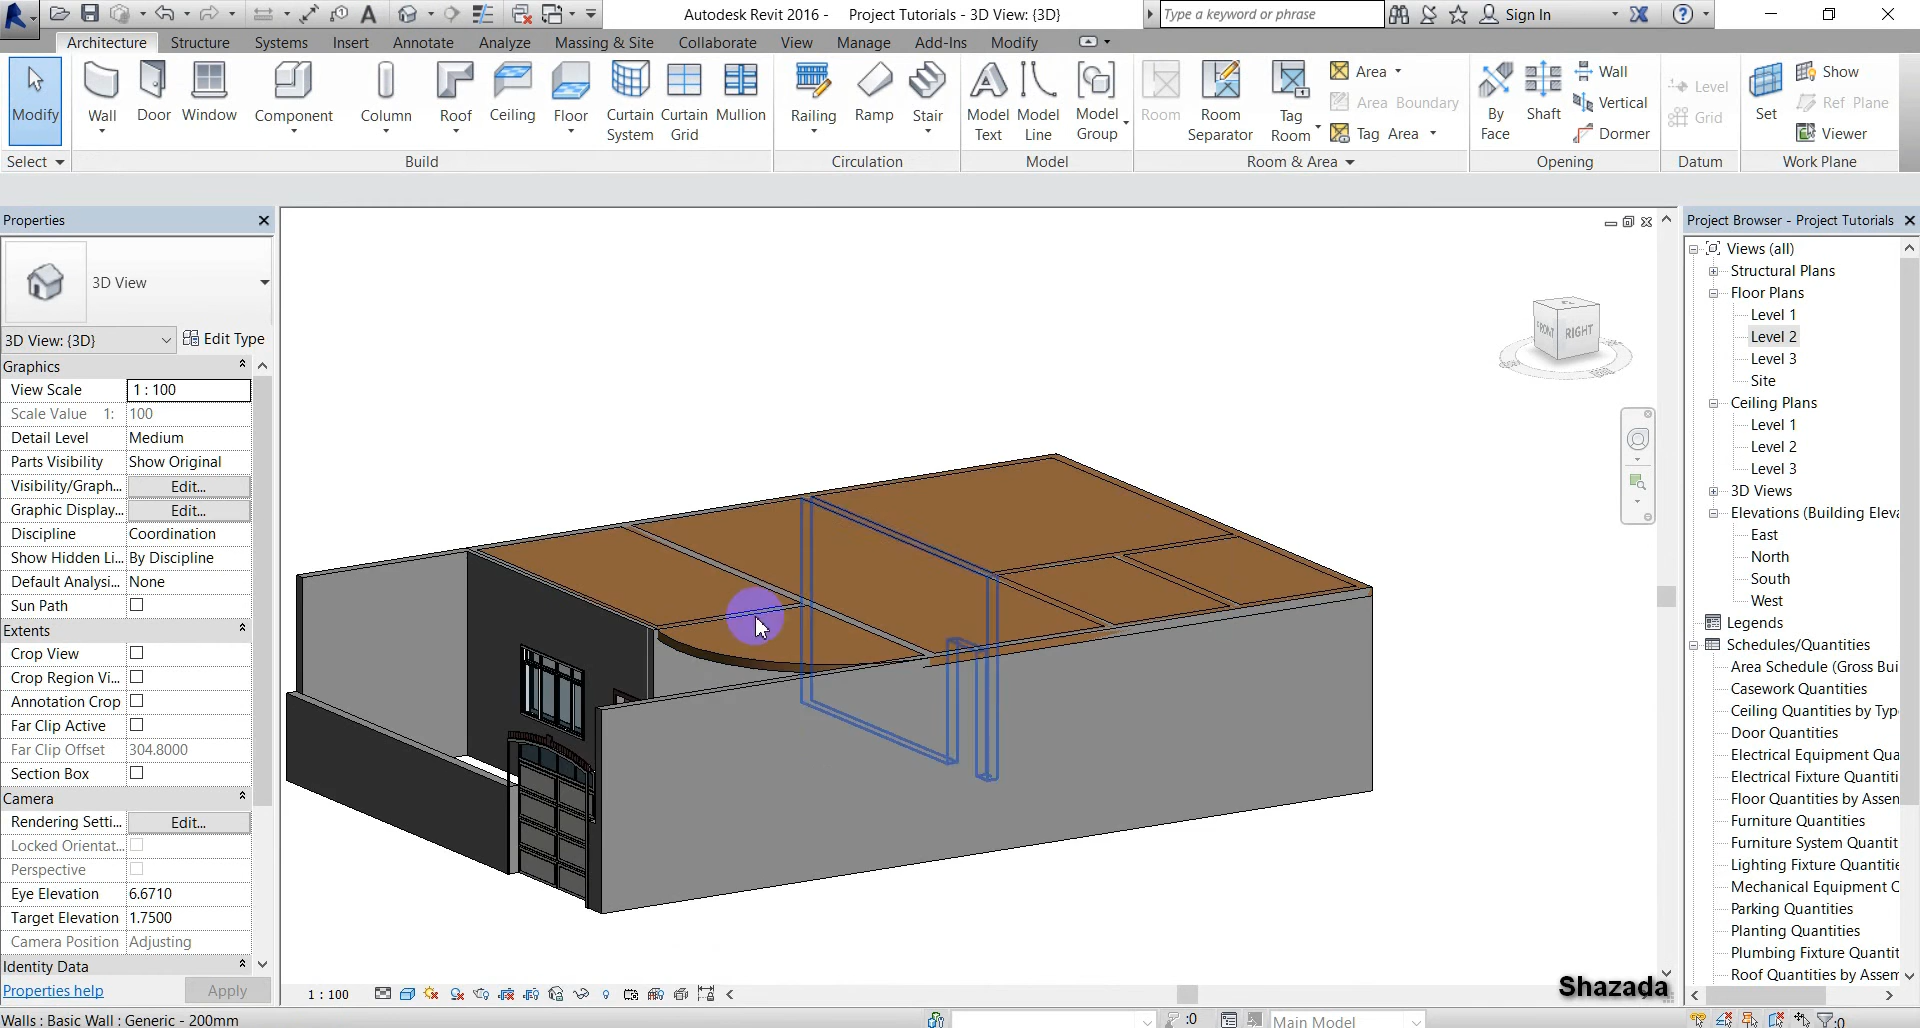 Autodesk Revit 2016 - Project Tutorials - 3D View: {3D}
Type a keyword or phrase
Sign In
Architecture Structure Systems Insert Annotate Analyze Massing & Site Collaborate View Manage Add-Ins Modify
Modify
Wall
Door
Window
Component
Column
Roof
Ceiling
Floor
Curtain System
Curtain Grid
Mullion
Railing
Ramp
Stair
Model Text
Model Line
Model Group
Room
Room Separator
Tag Room
Area
Area Boundary
Tag Area
By Face
Shaft
Wall
Vertical
Dormer
Level
Grid
Set
Show
Ref Plane
Viewer
Select
Build
Circulation
Model
Room & Area
Opening
Datum
Work Plane
Properties
3D View
3D View: {3D}
Edit Type
Graphics
View Scale 1 : 100
Scale Value 1: 100
Detail Level Medium
Parts Visibility Show Original
Visibility/Graph... Edit...
Graphic Display... Edit...
Discipline Coordination
Show Hidden Li... By Discipline
Default Analysi... None
Sun Path
Extents
Crop View
Crop Region Vi...
Annotation Crop
Far Clip Active
Far Clip Offset 304.8000
Section Box
Camera
Rendering Setti... Edit...
Locked Orientat...
Perspective
Eye Elevation 6.6710
Target Elevation 1.7500
Camera Position Adjusting
Identity Data
Properties help
Apply
FRONT
RIGHT
1 : 100
Shazada
Project Browser - Project Tutorials
Views (all)
Structural Plans
Floor Plans
Level 1
Level 2
Level 3
Site
Ceiling Plans
Level 1
Level 2
Level 3
3D Views
Elevations (Building Eleva
East
North
South
West
Legends
Schedules/Quantities
Area Schedule (Gross Bui
Casework Quantities
Ceiling Quantities by Typ
Door Quantities
Electrical Equipment Qua
Electrical Fixture Quantiti
Floor Quantities by Assem
Furniture Quantities
Furniture System Quantit
Lighting Fixture Quantitie
Mechanical Equipment Q
Parking Quantities
Planting Quantities
Plumbing Fixture Quantit
Roof Quantities by Assem
Walls : Basic Wall : Generic - 200mm
:0
Main Model
:0